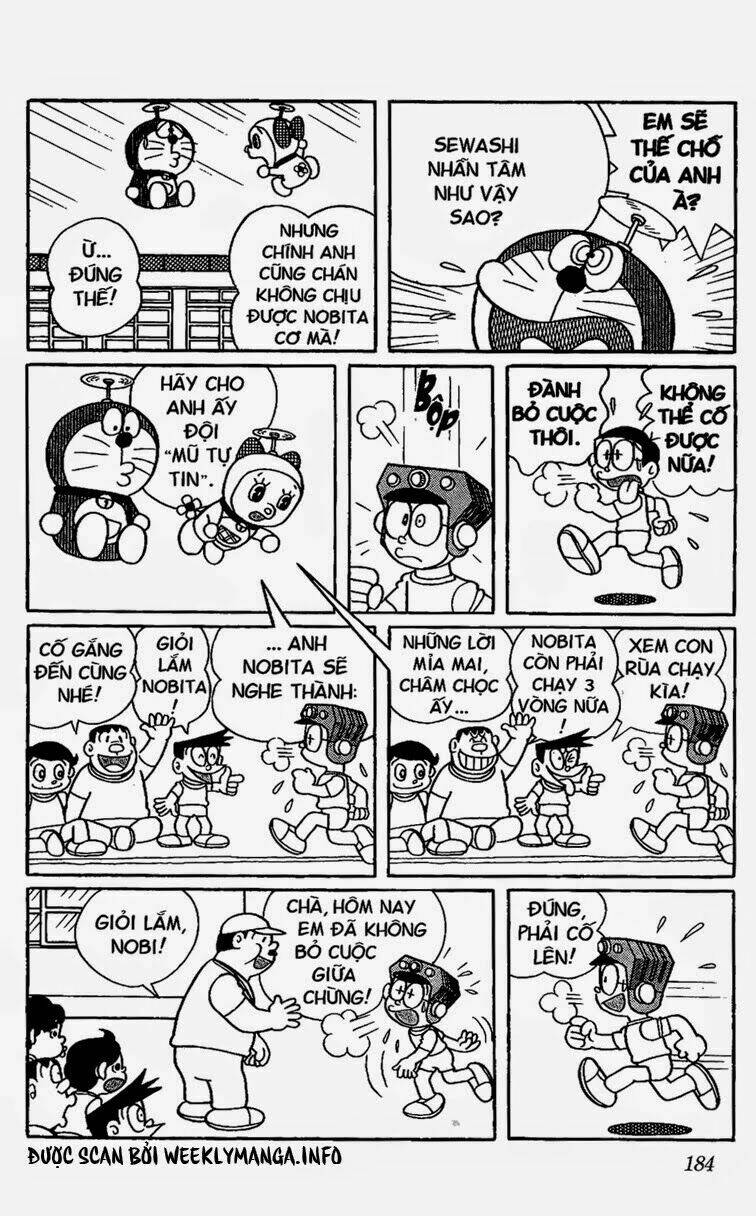 EM SẼ
THẾ CHỖ
CỦA ANH
À?
SEWASHI
NHẪN TÂM
NHƯ VẬY
SAO?
NHƯNG
CHÍNH ANH
CŨNG CHÁN
KHÔNG CHỊU
ĐƯỢC NOBITA
CƠ MÀ!
Ừ...
ĐÚNG
THẾ!
KHÔNG
THỂ CỐ
ĐƯỢC
NỮA!
ĐÀNH
BỎ CUỘC
THÔI.
BỘP
HÃY CHO
ANH ẤY
ĐỘI
"MŨ TỰ
TIN".
XEM CON
RÙA CHẠY
KÌA!
NOBITA
CÒN PHẢI
CHẠY 3
VÒNG NỮA
!
NHỮNG LỜI
MỈA MAI,
CHÂM CHỌC
ẤY...
... ANH
NOBITA SẼ
NGHE THÀNH:
GIỎI
LẮM
NOBITA
!
CỐ GẮNG
ĐẾN CÙNG
NHÉ!
ĐÚNG,
PHẢI CỐ
LÊN!
CHÀ, HÔM NAY
EM ĐÃ KHÔNG
BỎ CUỘC
GIỮA
CHỪNG!
GIỎI LẮM,
NOBI!
ĐƯỢC SCAN BỞI WEEKLYMANGA.INFO
184